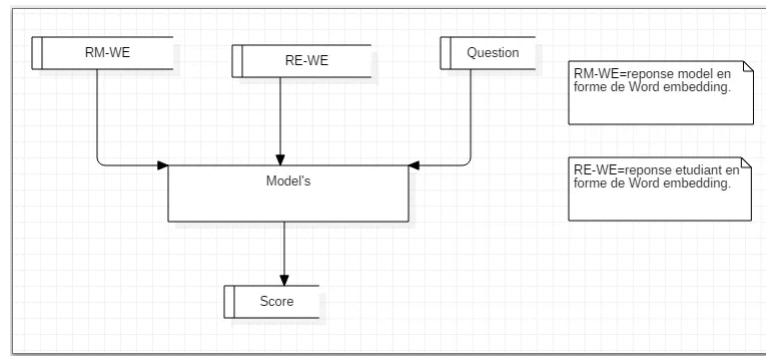 RM-WE
RE-WE
Question
RM-WE=reponse model en
forme de Word embedding.
RE-WE=reponse etudiant en
forme de Word embedding.
Model's
Score